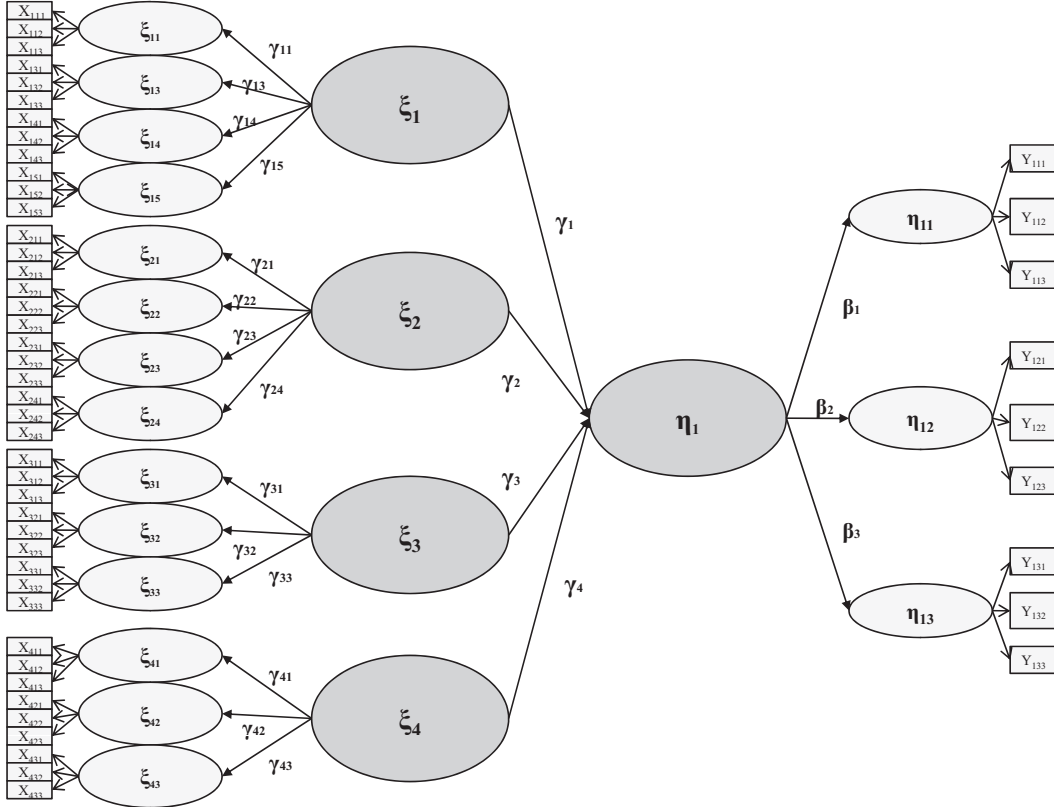 X₁₁₁
X₁₁₂
X₁₁₃
X₁₃₁
X₁₃₂
X₁₃₃
X₁₄₁
X₁₄₂
X₁₄₃
X₁₅₁
X₁₅₂
X₁₅₃
ξ₁₁
ξ₁₃
ξ₁₄
ξ₁₅
γ₁₁
γ₁₃
γ₁₄
γ₁₅
ξ₁
X₂₁₁
X₂₁₂
X₂₁₃
X₂₂₁
X₂₂₂
X₂₂₃
X₂₃₁
X₂₃₂
X₂₃₃
X₂₄₁
X₂₄₂
X₂₄₃
ξ₂₁
ξ₂₂
ξ₂₃
ξ₂₄
γ₂₁
γ₂₂
γ₂₃
γ₂₄
ξ₂
X₃₁₁
X₃₁₂
X₃₁₃
X₃₂₁
X₃₂₂
X₃₂₃
X₃₃₁
X₃₃₂
X₃₃₃
ξ₃₁
ξ₃₂
ξ₃₃
γ₃₁
γ₃₂
γ₃₃
ξ₃
X₄₁₁
X₄₁₂
X₄₁₃
X₄₂₁
X₄₂₂
X₄₂₃
X₄₃₁
X₄₃₂
X₄₃₃
ξ₄₁
ξ₄₂
ξ₄₃
γ₄₁
γ₄₂
γ₄₃
ξ₄
γ₁
γ₂
γ₃
γ₄
η₁
β₁
β₂
β₃
η₁₁
η₁₂
η₁₃
Y₁₁₁
Y₁₁₂
Y₁₁₃
Y₁₂₁
Y₁₂₂
Y₁₂₃
Y₁₃₁
Y₁₃₂
Y₁₃₃